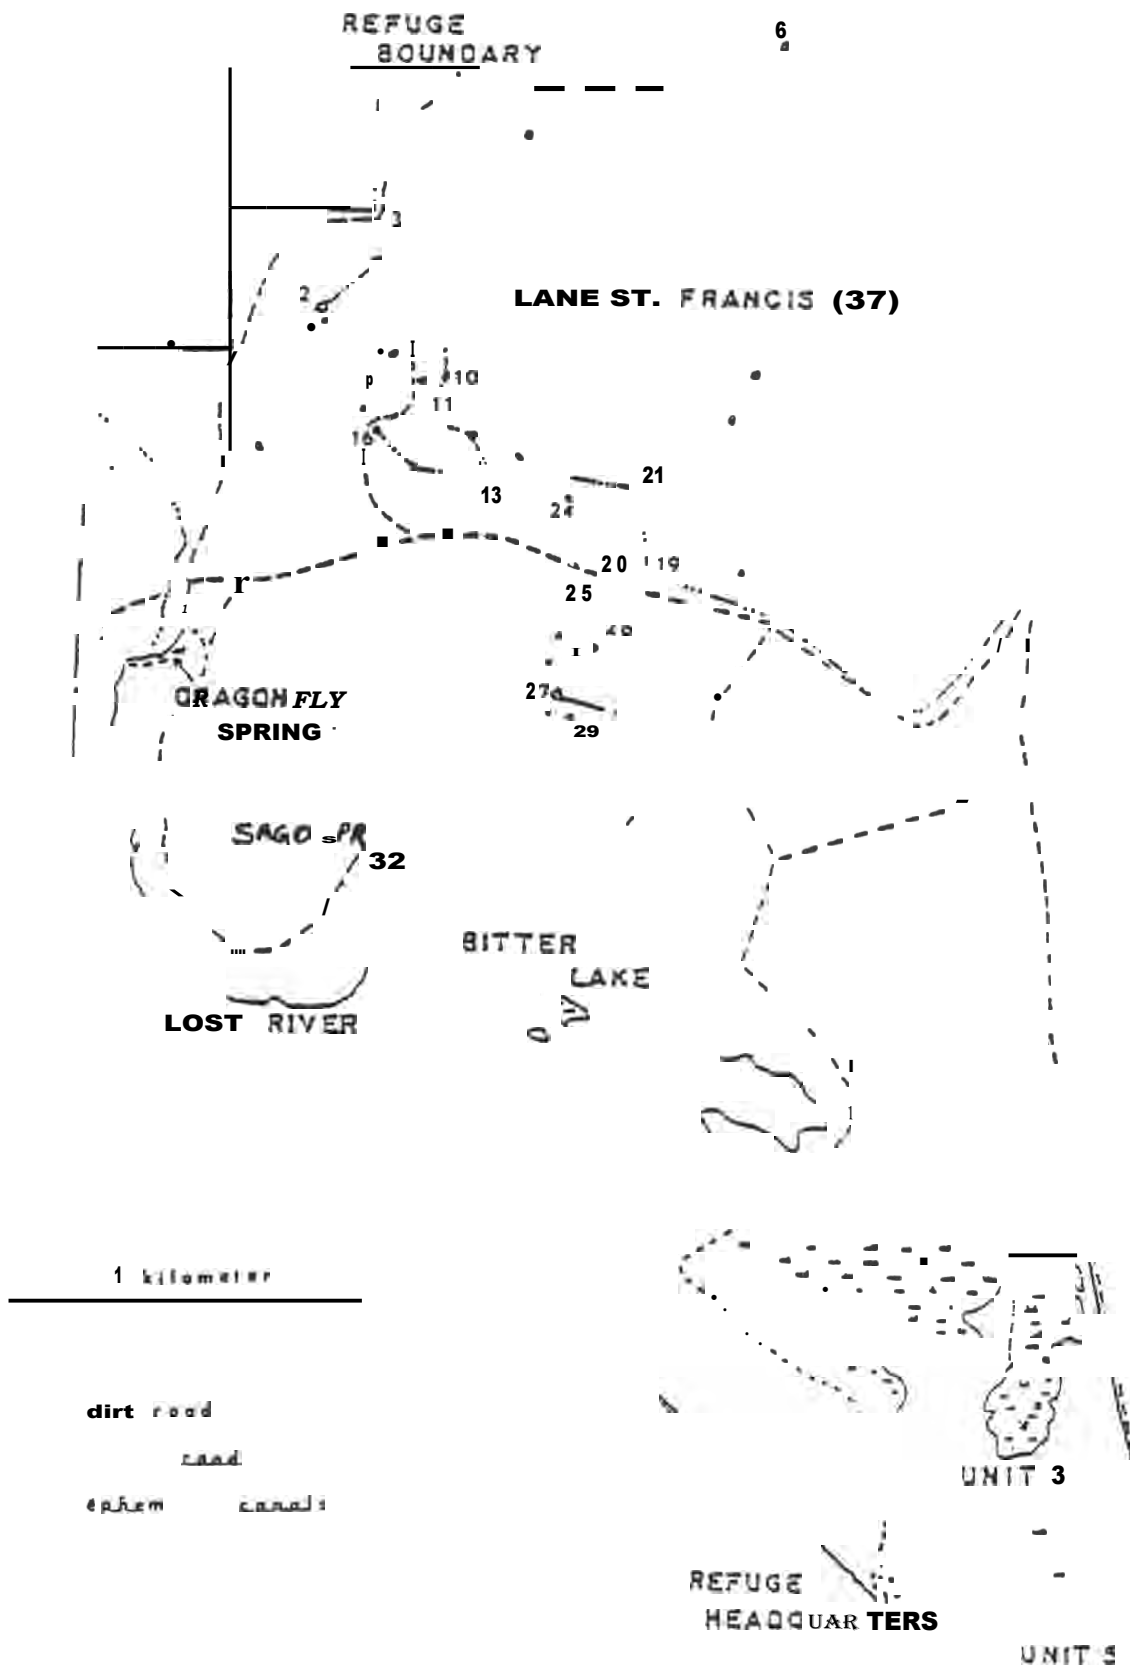 REFUGE
BOUNDARY
6
3
2
LANE ST. FRANCIS (37)
p
10
11
16
13
21
24
20
19
25
27
29
DRAGON FLY
SPRING
SAGO SPR
32
BITTER
LAKE
LOST RIVER
1 kilometer
dirt road
road
ephem canals
UNIT 3
REFUGE
HEADQUARTERS
UNIT 5